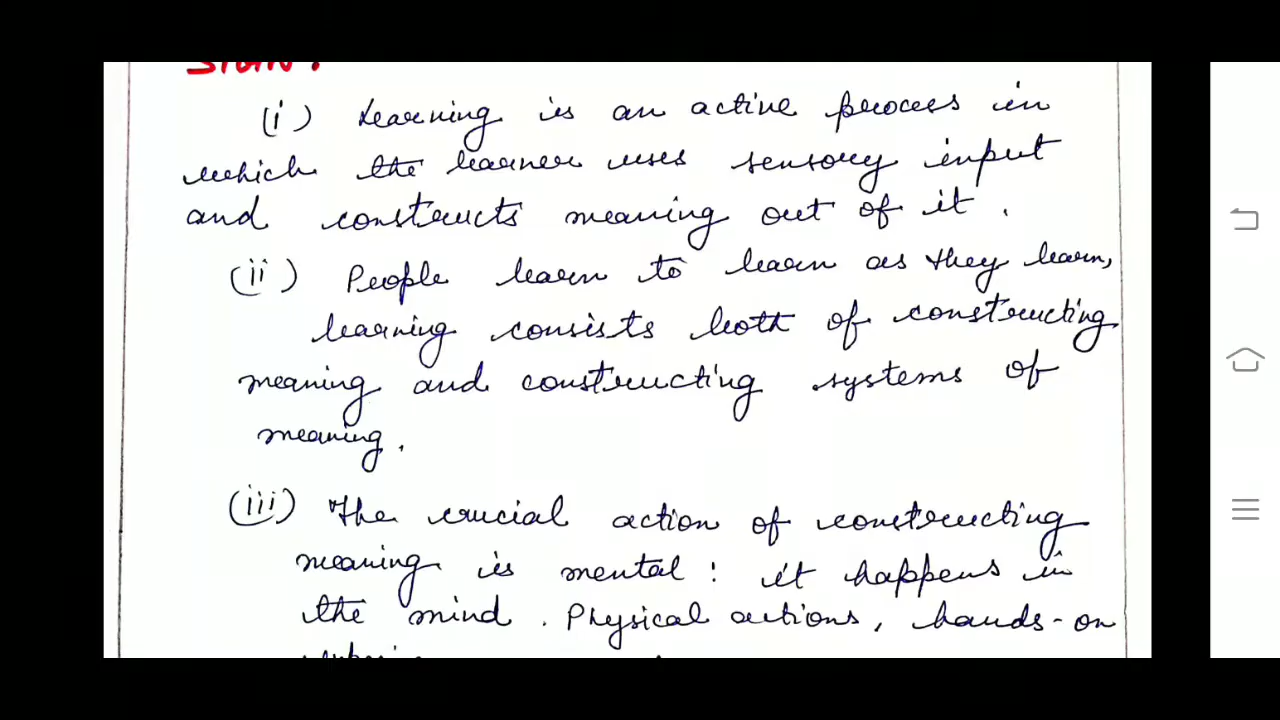 (i) Learning is an active process in
which the learner uses sensory input
and constructs meaning out of it.
(ii) People learn to learn as they learn,
learning consists both of constructing
meaning and constructing systems of
meaning.
(iii) The crucial action of constructing
meaning is mental: it happens in
the mind. Physical actions, hands-on